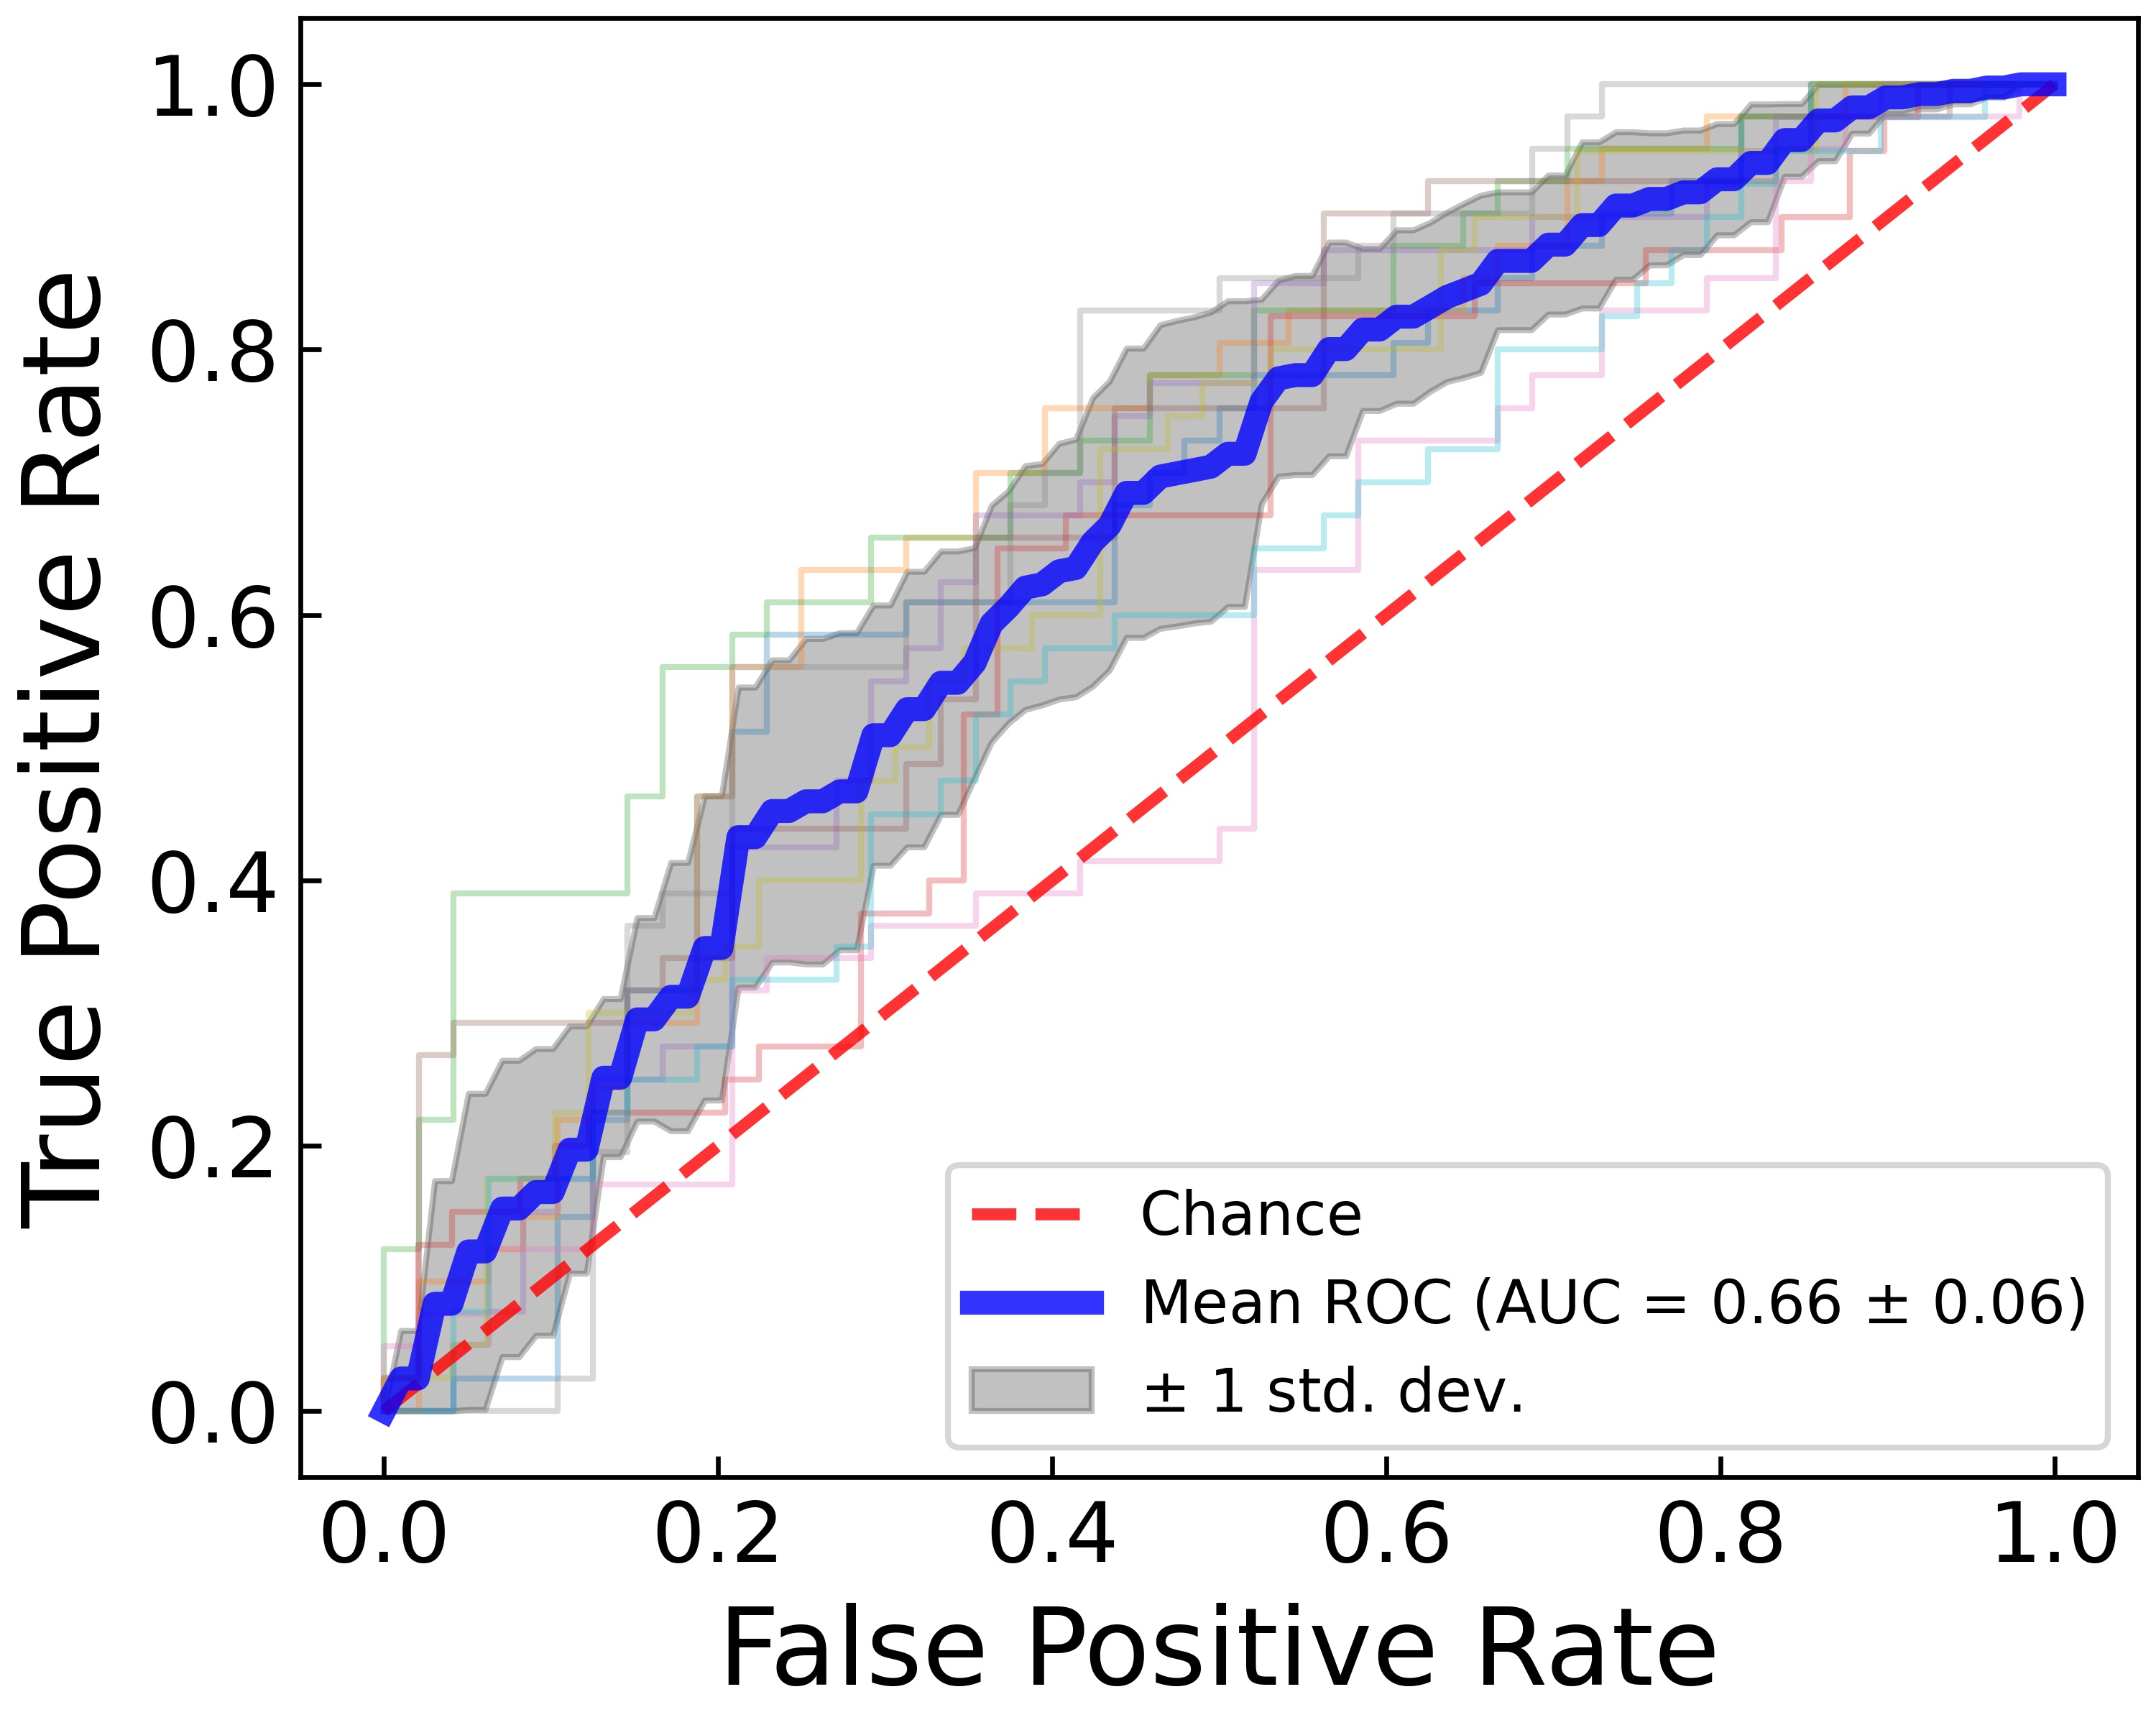 True Positive Rate
1.0
0.8
0.6
0.4
0.2
0.0
Chance
Mean ROC (AUC = 0.66 ± 0.06)
± 1 std. dev.
0.0 0.2 0.4 0.6 0.8 1.0
False Positive Rate